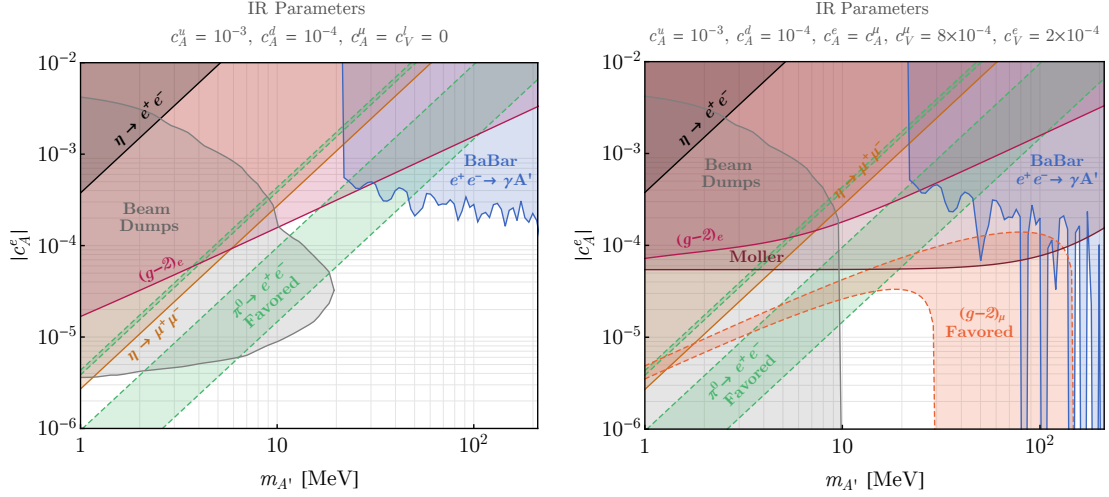 IR Parameters
c_A^u = 10^-3, c_A^d = 10^-4, c_A^μ = c_V^l = 0
|c_A^e|
10^-2
10^-3
10^-4
10^-5
10^-6
η → e⁺ e⁻
Beam
Dumps
(g-2)_e
η → μ⁺ μ⁻
π⁰ → e⁺ e⁻
Favored
BaBar
e⁺ e⁻ → γ A'
1
10
10^2
m_A' [MeV]
IR Parameters
c_A^u = 10^-3, c_A^d = 10^-4, c_A^e = c_A^μ, c_V^μ = 8×10^-4, c_V^e = 2×10^-4
|c_A^e|
10^-2
10^-3
10^-4
10^-5
10^-6
η → e⁺ e⁻
Beam
Dumps
η → μ⁺ μ⁻
BaBar
e⁺ e⁻ → γ A'
(g-2)_e
Moller
(g-2)_μ
Favored
π⁰ → e⁺ e⁻
Favored
1
10
10^2
m_A' [MeV]